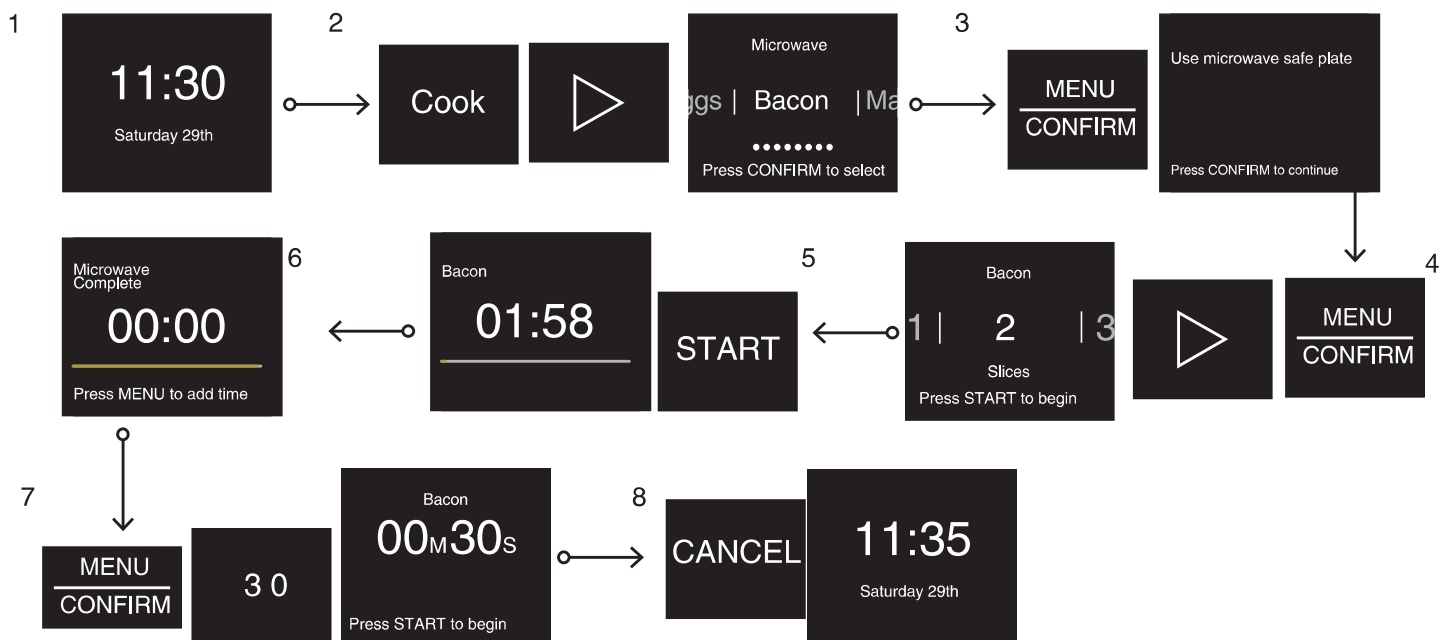 1
11:30
Saturday 29th
2
Cook
Microwave
ggs | Bacon | Ma
Press CONFIRM to select
3
MENU
CONFIRM
Use microwave safe plate
Press CONFIRM to continue
4
MENU
CONFIRM
Bacon
1 | 2 | 3
Slices
Press START to begin
5
START
Bacon
01:58
6
Microwave
Complete
00:00
Press MENU to add time
7
MENU
CONFIRM
3 0
Bacon
00M30S
Press START to begin
8
CANCEL
11:35
Saturday 29th